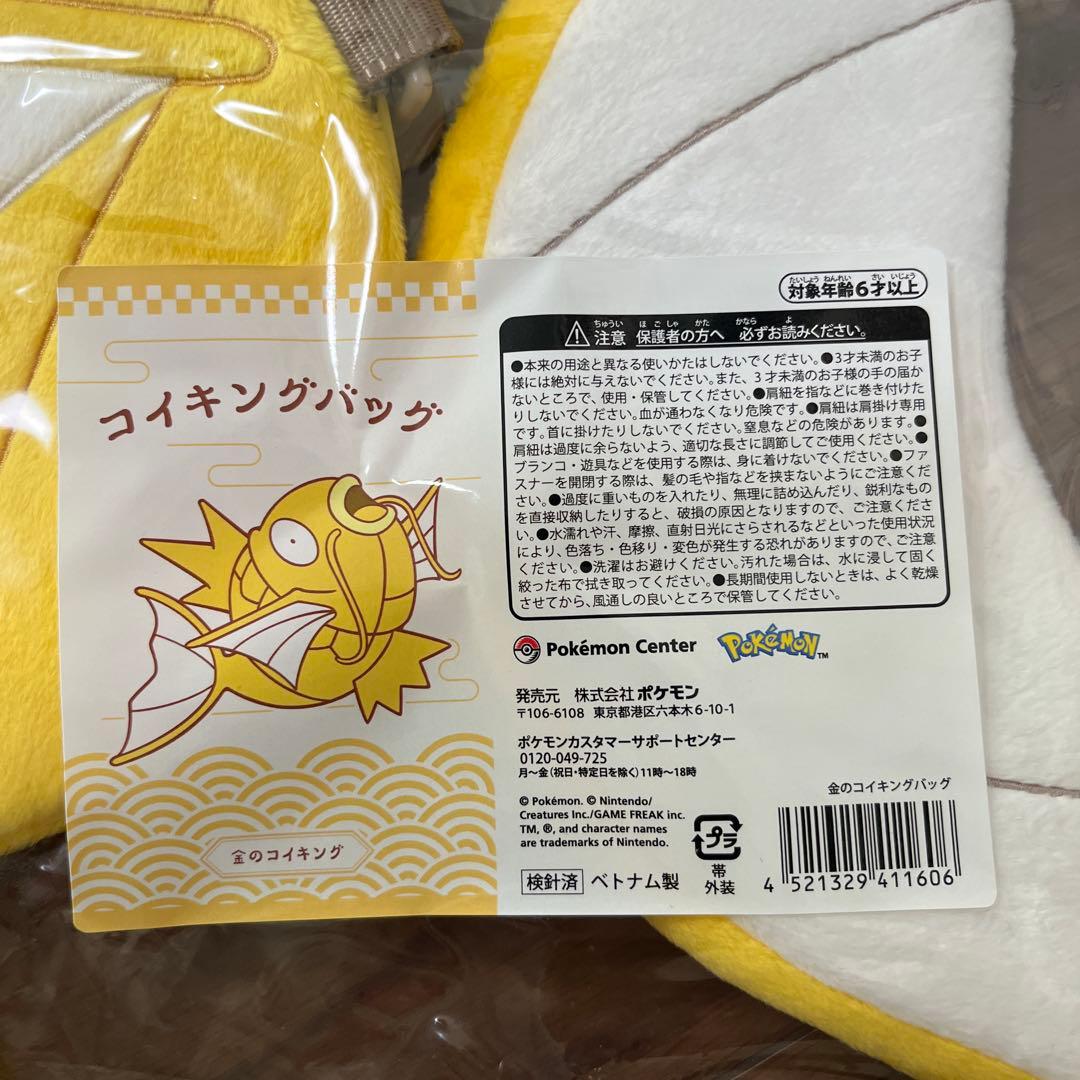 コイキングバッグ
金のコイキング
たいしょう ねんれい さい いじょう
対象年齢6才以上
ちゅうい ほごしゃ かた かなら よ
注意 保護者の方へ 必ずお読みください。
●本来の用途と異なる使いかたはしないでください。●3才未満のお子
様には絶対に与えないでください。また、3才未満のお子様の手の届か
ないところで、使用・保管してください。●肩紐を指などに巻き付けた
りしないでください。血が通わなくなり危険です。●肩紐は肩掛け専用
です。首に掛けたりしないでください。窒息などの危険があります。●
肩紐は過度に余らないよう、適切な長さに調節してご使用ください。●
ブランコ・遊具などを使用する際は、身に着けないでください。●ファ
スナーを開閉する際は、髪の毛や指などを挟まないようにご注意くださ
い。●過度に重いものを入れたり、無理に詰め込んだり、鋭利なもの
を直接収納したりすると、破損の原因となりますので、ご注意くださ
い。●水濡れや汗、摩擦、直射日光にさらされるなどといった使用状況
により、色落ち・色移り・変色が発生する恐れがありますので、ご注意
ください。●洗濯はお避けください。汚れた場合は、水に浸して固く
絞った布で拭き取ってください。●長期間使用しないときは、よく乾燥
させてから、風通しの良いところで保管してください。
Pokémon Center POKéMON TM
発売元 株式会社ポケモン
〒106-6108 東京都港区六本木6-10-1
ポケモンカスタマーサポートセンター
0120-049-725
月～金（祝日・特定日を除く）11時～18時
© Pokémon. © Nintendo/
Creatures Inc./GAME FREAK inc.
TM, ®, and character names
are trademarks of Nintendo.
検針済 ベトナム製
プラ
帯
外装
金のコイキングバッグ
4 521329 411606